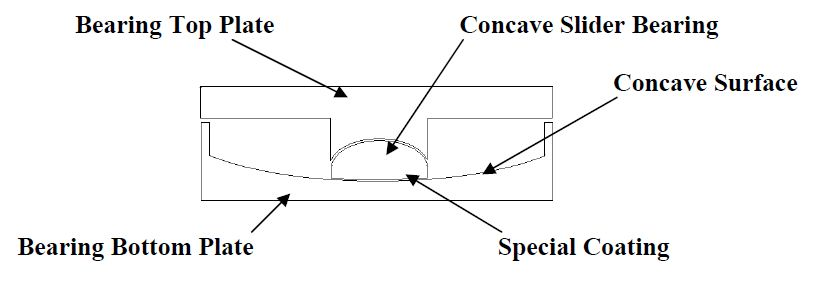 Bearing Top Plate
Concave Slider Bearing
Concave Surface
Bearing Bottom Plate
Special Coating